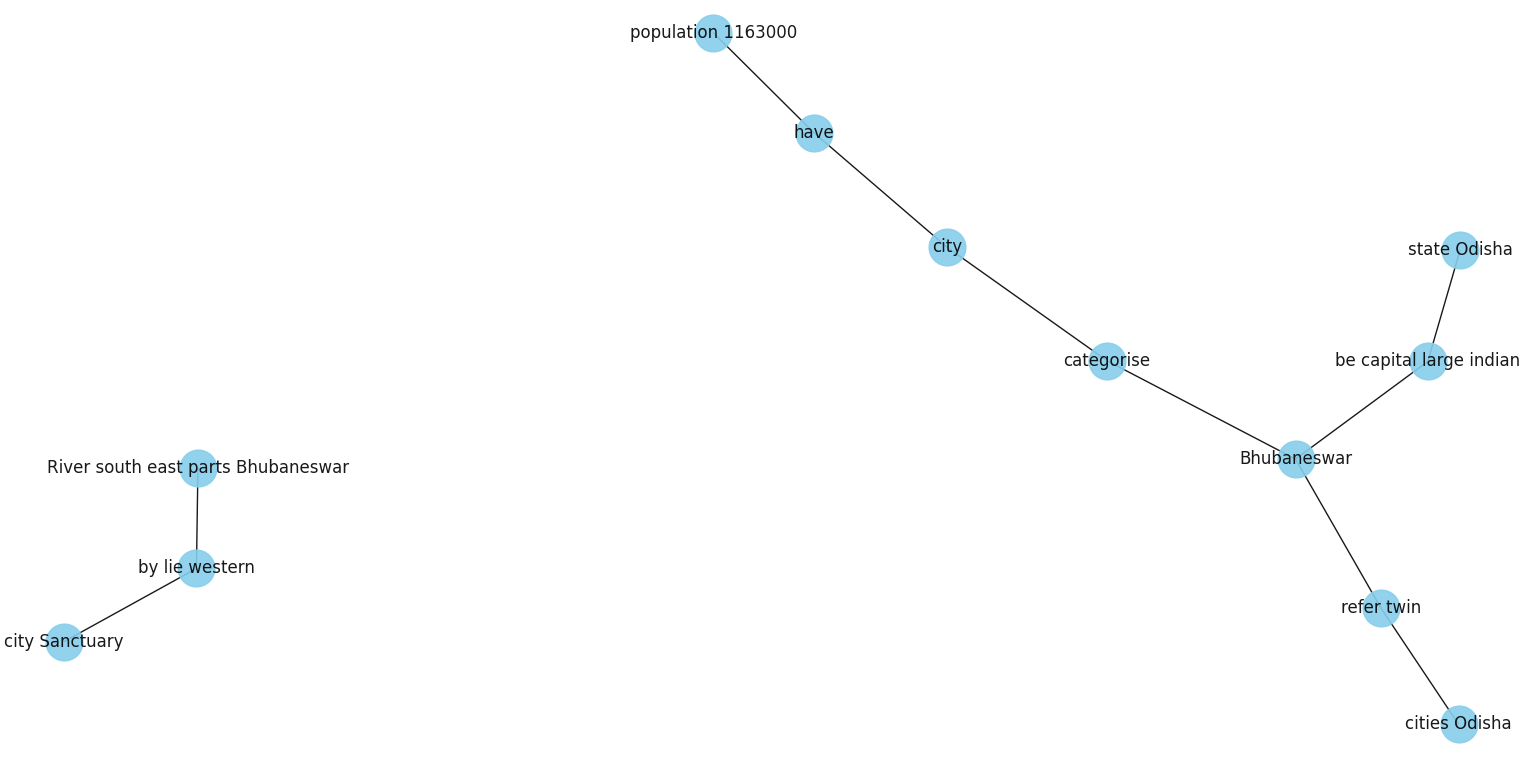 population 1163000
have
city
state Odisha
categorise
be capital large indian
Bhubaneswar
River south east parts Bhubaneswar
by lie western
refer twin
city Sanctuary
cities Odisha